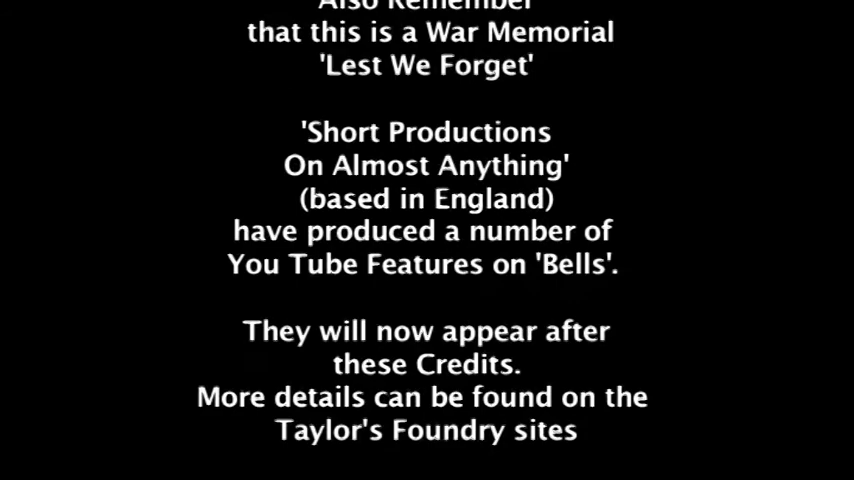 Also Remember
that this is a War Memorial
'Lest We Forget'
'Short Productions
On Almost Anything'
(based in England)
have produced a number of
You Tube Features on 'Bells'.
They will now appear after
these Credits.
More details can be found on the
Taylor's Foundry sites